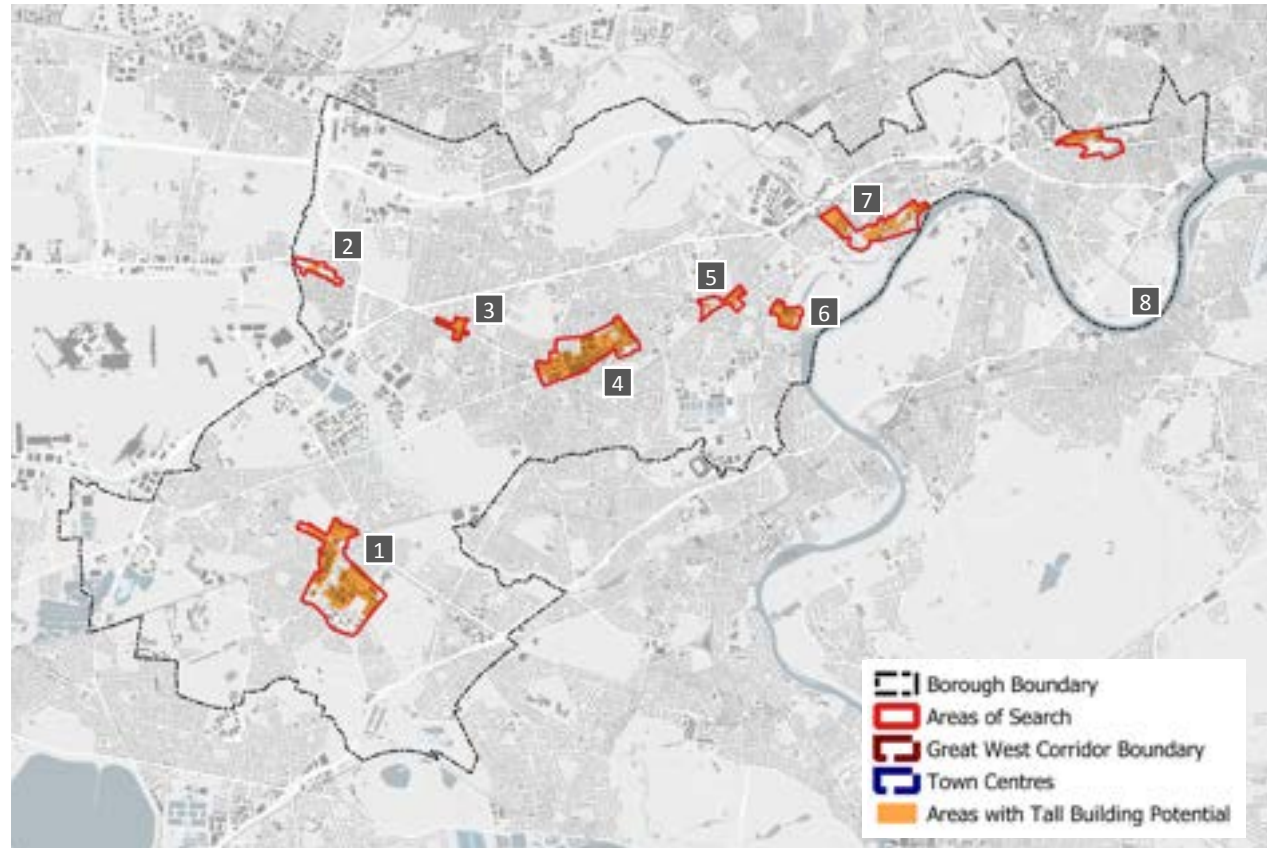 2
7
5
3
6
8
4
1
Borough Boundary
Areas of Search
Great West Corridor Boundary
Town Centres
Areas with Tall Building Potential